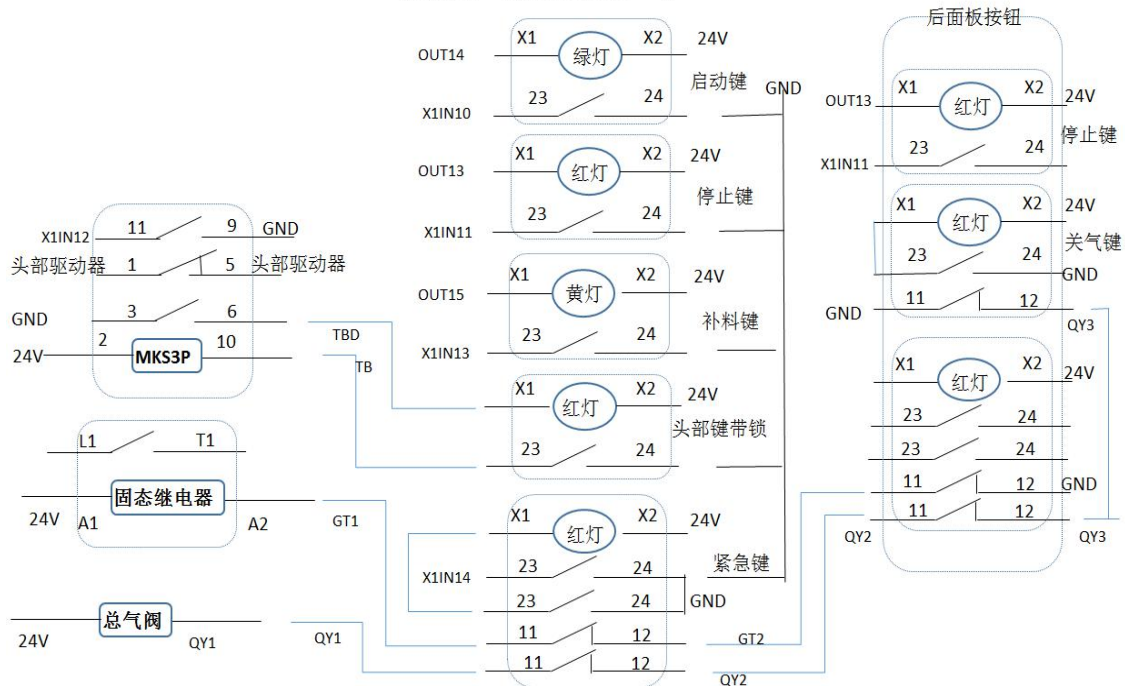 X1IN12 11 9 GND
头部驱动器 1 5 头部驱动器
GND 3 6
24V 2 MKS3P 10
TBD
TB
L1 T1
固态继电器
24V A1 A2 GT1
总气阀
24V QY1 QY1
OUT14 X1 绿灯 X2 24V
启动键
X1IN10 23 24
GND
OUT13 X1 红灯 X2 24V
停止键
X1IN11 23 24
OUT15 X1 黄灯 X2 24V
补料键
X1IN13 23 24
X1 红灯 X2 24V
头部键带锁
23 24
X1 红灯 X2 24V
紧急键
X1IN14 23 24
23 24 GND
11 12 GT2
11 12 QY2
后面板按钮
OUT13 X1 红灯 X2 24V
停止键
X1IN11 23 24
X1 红灯 X2 24V
关气键
23 24 GND
GND 11 12 QY3
X1 红灯 X2 24V
23 24
23 24
11 12 GND
11 12
QY2 QY3 QY3